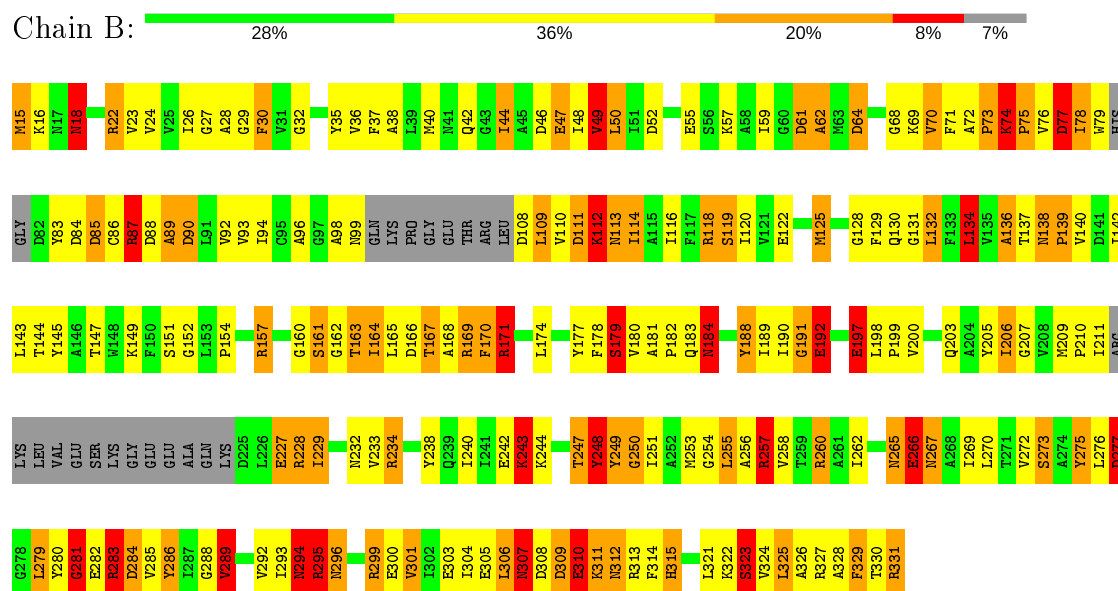 Chain B:
28% 36% 20% 8% 7%
M15 K16 N17 N18 R22 V23 V24 V25 I26 G27 A28 G29 F30 V31 G32 Y35 V36 F37 A38 L39 M40 N41 Q42 G43 I44 A45 D46 E47 I48 V49 L50 I51 D52 E55 S56 K57 A58 I59 G60 D61 A62 M63 D64 G68 K69 V70 F71 A72 P73 K74 P75 V76 D77 I78 W79 HIS
GLY D82 Y83 D84 D85 C86 R87 D88 A89 D90 L91 V92 V93 I94 C95 A96 G97 A98 N99 GLN LYS PRO GLY GLU THR ARG LEU D108 L109 V110 D111 K112 N113 I114 A115 I116 F117 R118 S119 I120 V121 E122 M125 G128 F129 Q130 G131 L132 F133 L134 V135 A136 T137 N138 P139 V140 D141 I142
L143 T144 Y145 A146 T147 W148 K149 F150 S151 G152 L153 P154 R157 G160 S161 G162 T163 I164 L165 D166 T167 A168 R169 F170 R171 L174 Y177 F178 S179 V180 A181 P182 Q183 N184 Y188 I189 I190 G191 E192 E197 L198 P199 V200 Q203 A204 Y205 I206 G207 V208 M209 P210 I211 ARG
LYS LEU VAL GLU SER LYS GLY GLU GLU ALA GLN LYS D225 L226 E227 R228 I229 N232 V233 R234 Y238 Q239 I240 I241 E242 K243 K244 T247 Y248 Y249 G250 I251 A252 M253 G254 L255 A256 R257 V258 T259 R260 A261 I262 N265 E266 N267 A268 I269 L270 T271 V272 S273 A274 Y275 L276 D277
G278 L279 Y280 G281 E282 R283 D284 V285 Y286 I287 G288 V289 V292 I293 N294 R295 N296 R299 E300 V301 I302 E303 I304 E305 L306 N307 D308 D309 E310 K311 N312 R313 F314 H315 L321 K322 S323 V324 L325 A326 R327 A328 F329 T330 R331